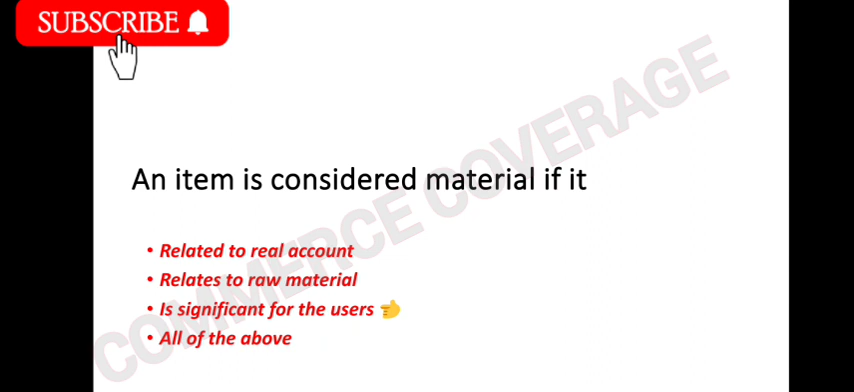 SUBSCRIBE
COMMERCE COVERAGE
An item is considered material if it
• Related to real account
• Relates to raw material
• Is significant for the users 👈
• All of the above